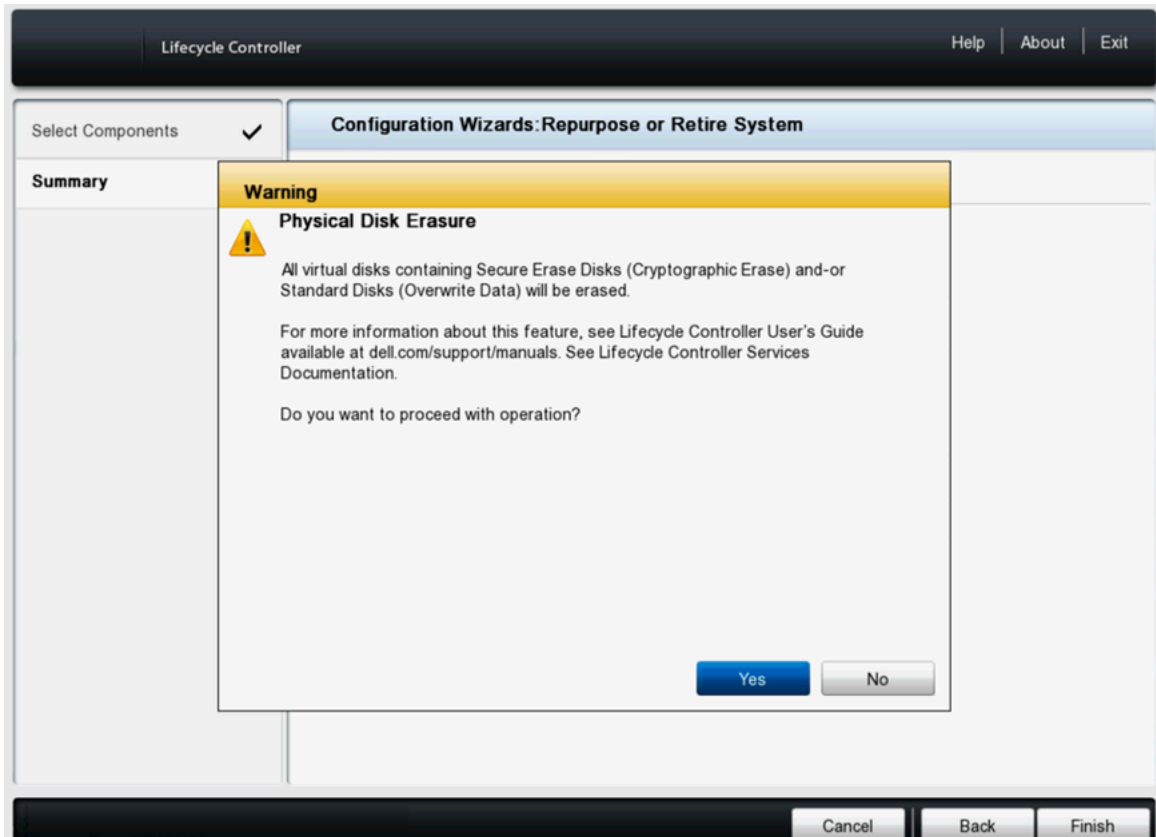 Lifecycle Controller
Help
About
Exit
Select Components
Configuration Wizards:Repurpose or Retire System
Summary
Warning
Physical Disk Erasure
All virtual disks containing Secure Erase Disks (Cryptographic Erase) and-or
Standard Disks (Overwrite Data) will be erased.
For more information about this feature, see Lifecycle Controller User's Guide
available at dell.com/support/manuals. See Lifecycle Controller Services
Documentation.
Do you want to proceed with operation?
Yes
No
Cancel
Back
Finish